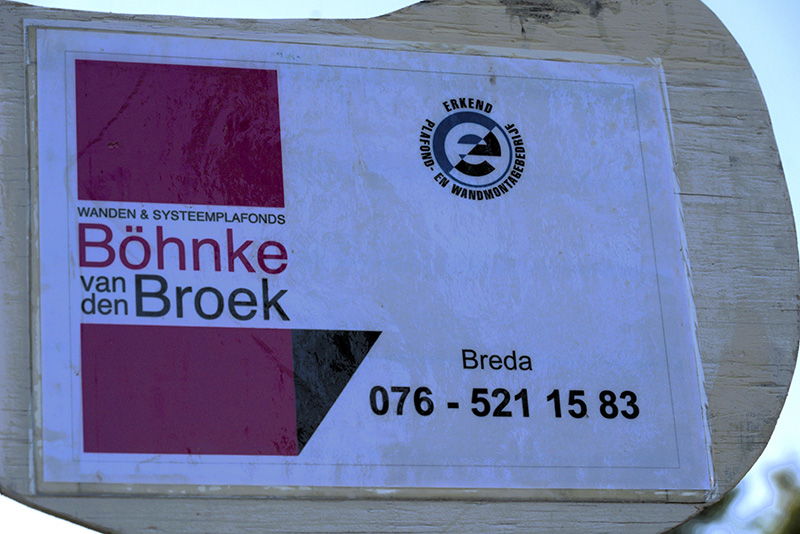 WANDEN & SYSTEEMPLAFONDS
Böhnke
van den Broek
ERKEND
PLAFOND- EN WANDMONTAGEBEDRIJF
e
Breda
076 - 521 15 83